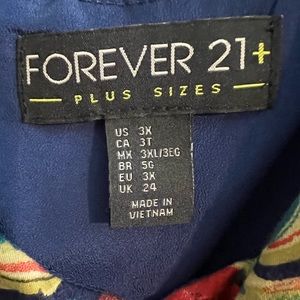 FOREVER 21+
PLUS SIZES
US 3X
CA 3T
MX 3XL/3EG
BR 5G
EU 3X
UK 24
MADE IN
VIETNAM